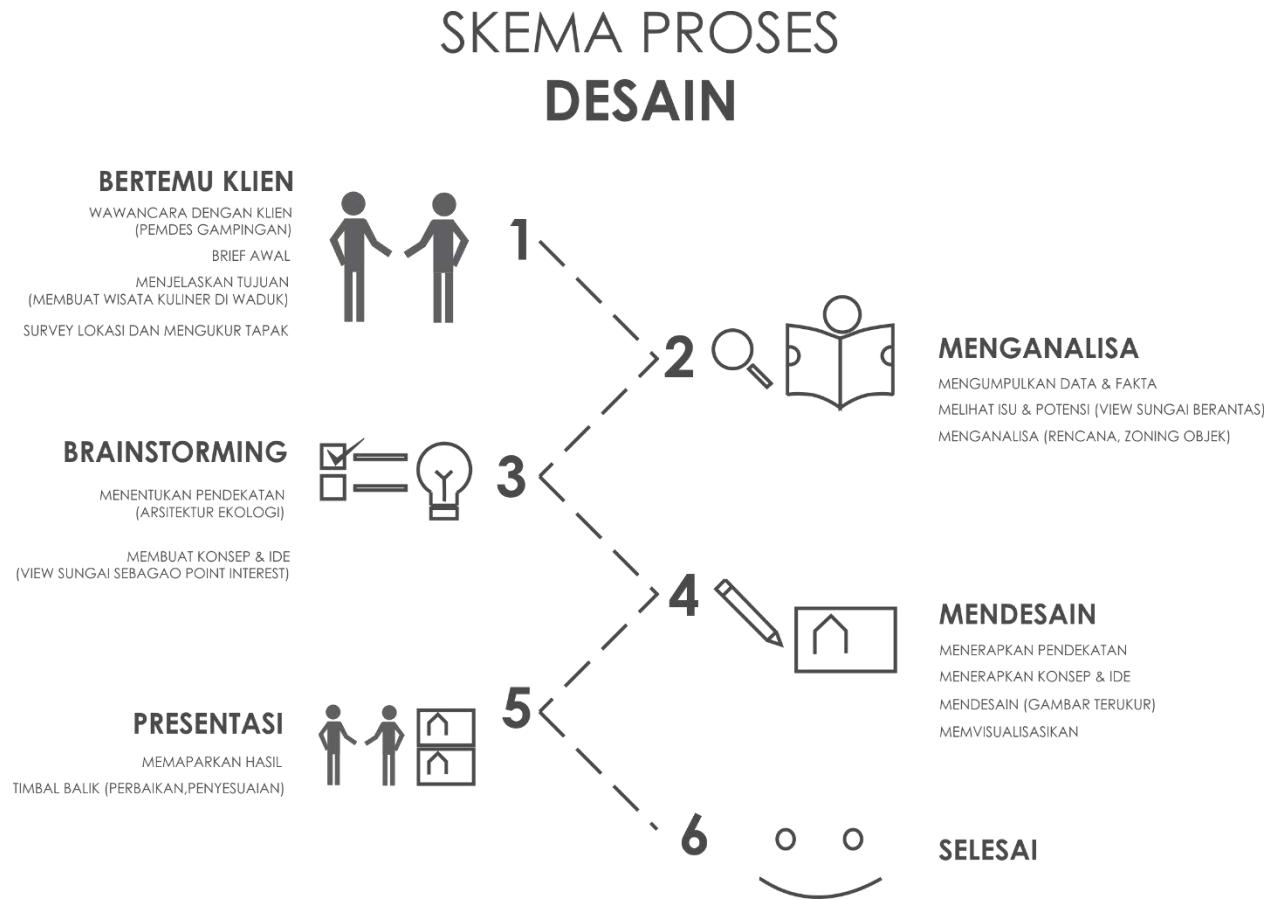 SKEMA PROSES
DESAIN
BERTEMU KLIEN
WAWANCARA DENGAN KLIEN
(PEMDES GAMPINGAN)
BRIEF AWAL
MENJELASKAN TUJUAN
(MEMBUAT WISATA KULINER DI WADUK)
SURVEY LOKASI DAN MENGUKUR TAPAK
1
2
MENGANALISA
MENGUMPULKAN DATA & FAKTA
MELIHAT ISU & POTENSI (VIEW SUNGAI BERANTAS)
MENGANALISA (RENCANA, ZONING OBJEK)
BRAINSTORMING
MENENTUKAN PENDEKATAN
(ARSITEKTUR EKOLOGI)
MEMBUAT KONSEP & IDE
(VIEW SUNGAI SEBAGAO POINT INTEREST)
3
4
MENDESAIN
MENERAPKAN PENDEKATAN
MENERAPKAN KONSEP & IDE
MENDESAIN (GAMBAR TERUKUR)
MEMVISUALISASIKAN
PRESENTASI
MEMAPARKAN HASIL
TIMBAL BALIK (PERBAIKAN,PENYESUAIAN)
5
6
SELESAI